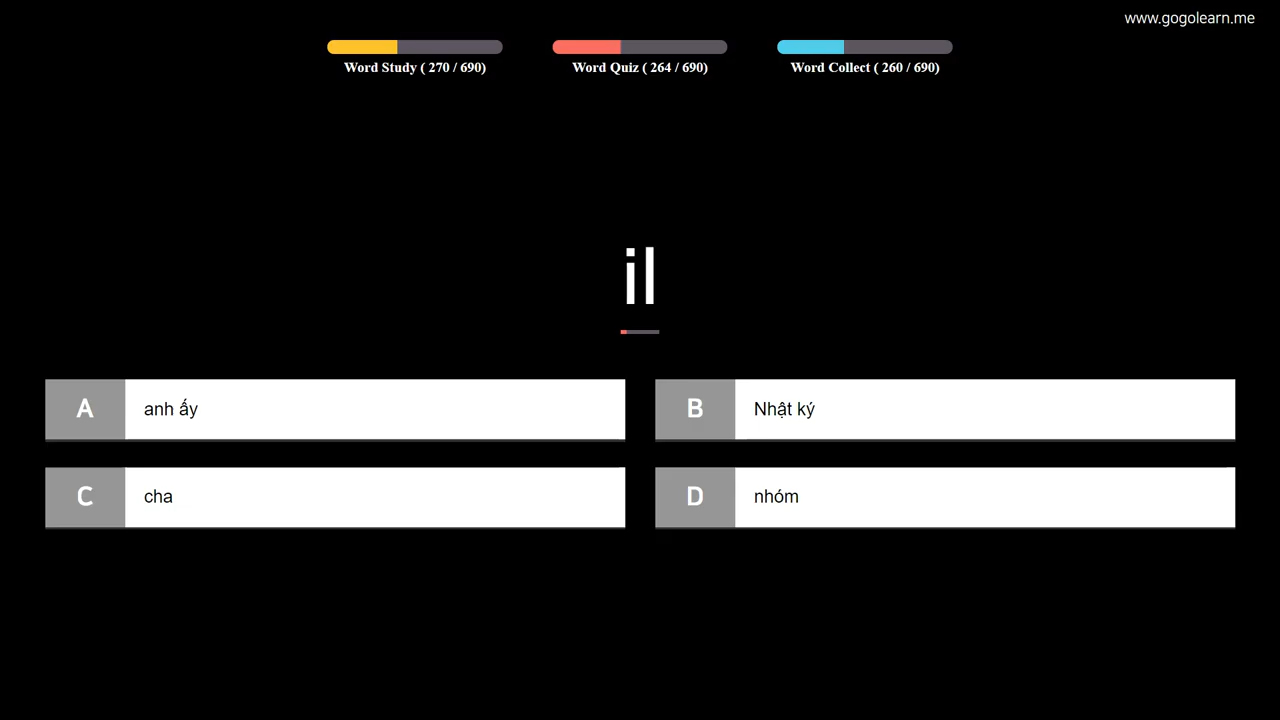 www.gogolearn.me
Word Study ( 270 / 690)
Word Quiz ( 264 / 690)
Word Collect ( 260 / 690)
il
A anh ấy
B Nhật ký
C cha
D nhóm